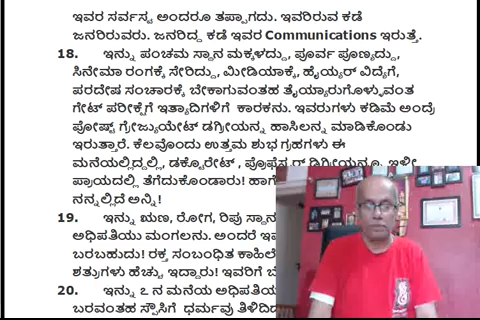 ಇವರ ಸರ್ವಸ್ವ ಅಂದರೂ ತಪ್ಪಾಗದು. ಇವರಿರುವ ಕಡೆ
ಜನರಿರುವರು. ಜನರಿದ್ದ ಕಡೆ ಇವರ Communications ಇರುತ್ತೆ.
18. ಇನ್ನು ಪಂಚಮ ಸ್ಥಾನ ಮಕ್ಕಳದ್ದು, ಪೂರ್ವ ಪೂಣ್ಯದ್ದು,
ಸಿನೇಮಾ ರಂಗಕ್ಕೆ ಸೇರಿದ್ದು, ಮೀಡಿಯಾಕ್ಕೆ, ಹೈಯ್ಯರ್ ವಿದ್ಯೆಗೆ,
ಪರದೇಷ ಸಂಚಾರಕ್ಕೆ ಬೇಕಾಗುವಂತಹ ತೈಯ್ಯಾರುಗೊಳ್ಳುವಂತ
ಗೇಟ್ ಪರೀಕ್ಷೆಗೆ ಇತ್ಯಾದಿಗಳಿಗೆ ಕಾರಕನು. ಇವರುಗಳು ಕಡಿಮೆ ಅಂದ್ರೆ
ಪೋಷ್ಟ್ ಗ್ರೇಜ್ಯುಯೇಟ್ ಡಗ್ರೀಯನ್ನ ಹಾಸಿಲನ್ನ ಮಾಡಿಕೊಂಡು
ಇರುತ್ತಾರೆ. ಕೆಲವೊಂದು ಉತ್ತಮ ಶುಭ ಗ್ರಹಗಳು ಈ
ಮನೆಯಲ್ಲಿದ್ದಲ್ಲಿ, ಡಕ್ಟೊರೇಟ್ , ಪ್ರೊಫೆಸ್ಸರ್ ಡಿಗ್ರೀಯನ್ನೂ
ಪ್ರಾಯದಲ್ಲಿ ತೆಗೆದುಕೊಂಡಾರು!
ನನ್ನಲ್ಲಿದೆ ಅನ್ನಿ!
19. ಇನ್ನು ಋಣ, ರೋಗ, ರಿಪು
ಅಧಿಪತಿಯು ಮಂಗಲನು. ಅಂದರೆ
ಬರಬಹುದು! ರಕ್ತ ಸಂಬಂಧಿತ
ಶತ್ರುಗಳು ಹೆಚ್ಚು ಇದ್ದಾರು! ಇವರಿಗೆ
20. ಇನ್ನು ೭ ನ ಮನೆಯ
ಬರವಂತಹ ಸ್ಪೌಸಿಗೆ ಧರ್ಮವು